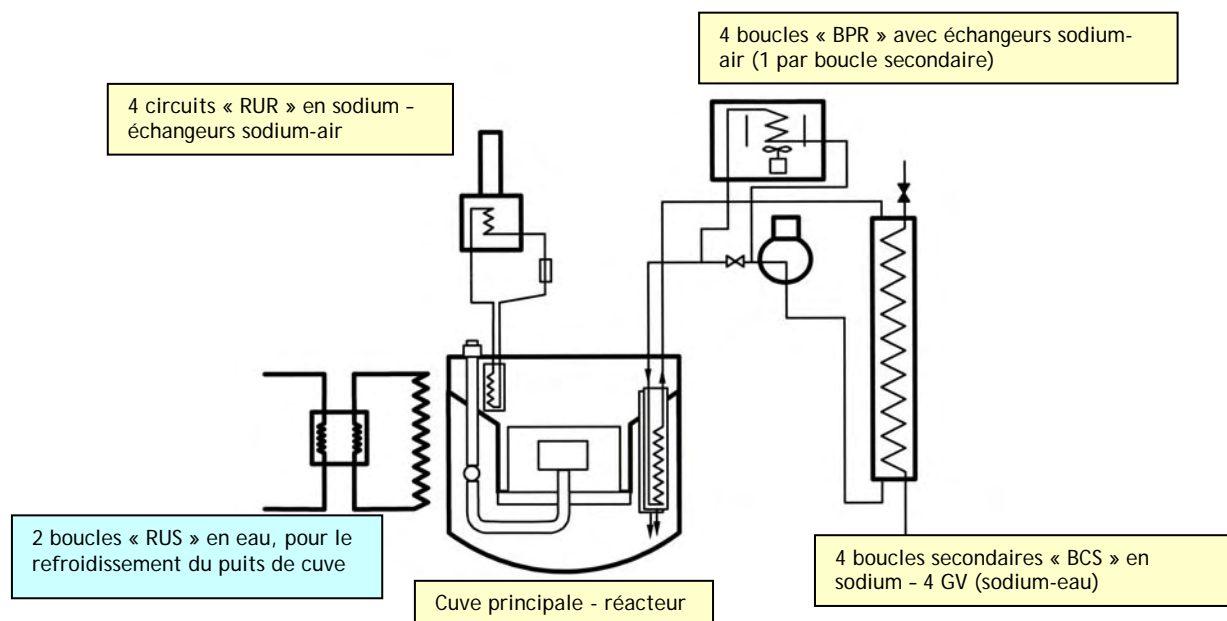 4 boucles « BPR » avec échangeurs sodium-
air (1 par boucle secondaire)
4 circuits « RUR » en sodium –
échangeurs sodium-air
2 boucles « RUS » en eau, pour le
refroidissement du puits de cuve
Cuve principale - réacteur
4 boucles secondaires « BCS » en
sodium – 4 GV (sodium-eau)